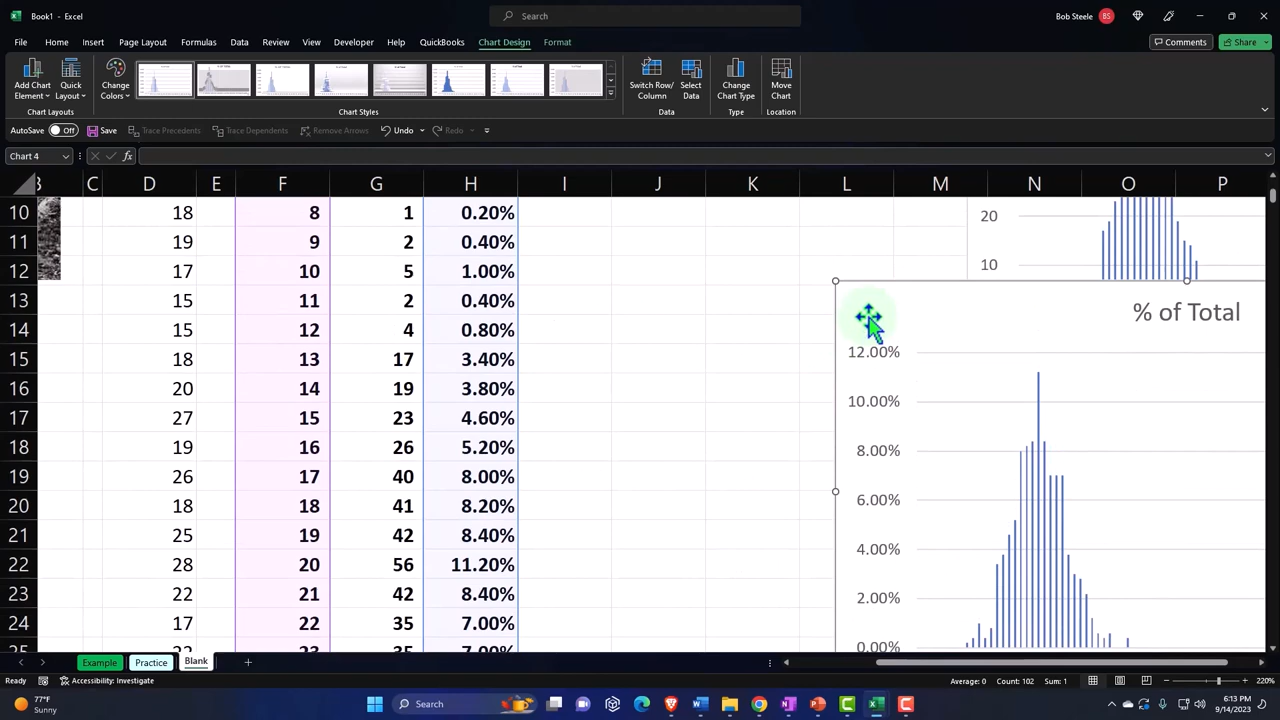 Book1 - Excel
Search
Bob Steele BS
File Home Insert Page Layout Formulas Data Review View Developer Help QuickBooks Chart Design Format Comments Share
Add Chart Element Quick Layout Change Colors Switch Row/Column Select Data Change Chart Type Move Chart
Chart Layouts Chart Styles Data Type Location
AutoSave Off Save Trace Precedents Trace Dependents Remove Arrows Undo Redo
Chart 4 fx
B C D E F G H I J K L M N O P
10 18 8 1 0.20% 20
11 19 9 2 0.40%
12 17 10 5 1.00% 10
13 15 11 2 0.40%
% of Total
14 15 12 4 0.80%
12.00%
15 18 13 17 3.40%
16 20 14 19 3.80%
10.00%
17 27 15 23 4.60%
18 19 16 26 5.20%
8.00%
19 26 17 40 8.00%
20 18 18 41 8.20%
6.00%
21 25 19 42 8.40%
4.00%
22 28 20 56 11.20%
23 22 21 42 8.40%
2.00%
24 17 22 35 7.00%
0.00%
25 22 23 35 7.00%
Example Practice Blank
Ready Accessibility: Investigate Average: 0 Count: 102 Sum: 1 220%
77°F
Sunny
Search
6:13 PM
9/14/2023